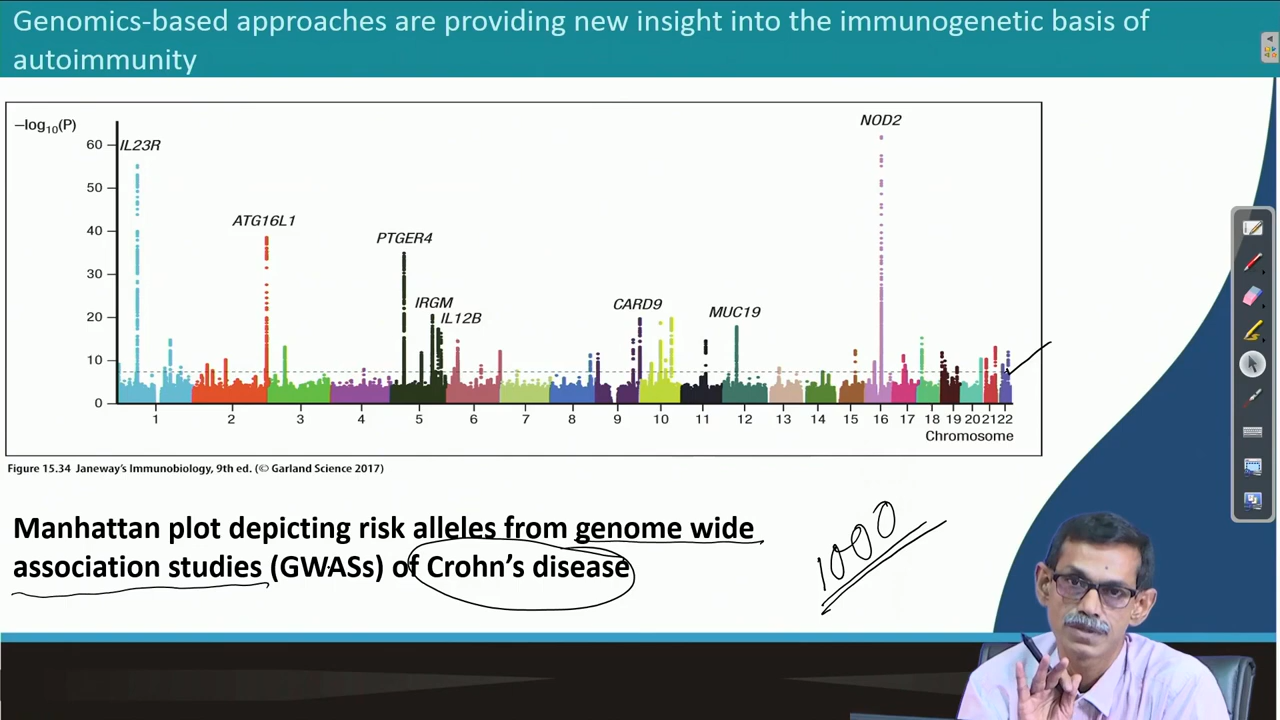 Genomics-based approaches are providing new insight into the immunogenetic basis of
autoimmunity
–log10(P)
60
50
40
30
20
10
0
IL23R
ATG16L1
PTGER4
IRGM
IL12B
CARD9
MUC19
NOD2
1 2 3 4 5 6 7 8 9 10 11 12 13 14 15 16 17 18 19 20 21 22
Chromosome
Figure 15.34 Janeway's Immunobiology, 9th ed. (© Garland Science 2017)
Manhattan plot depicting risk alleles from genome wide
association studies (GWASs) of Crohn's disease
1000